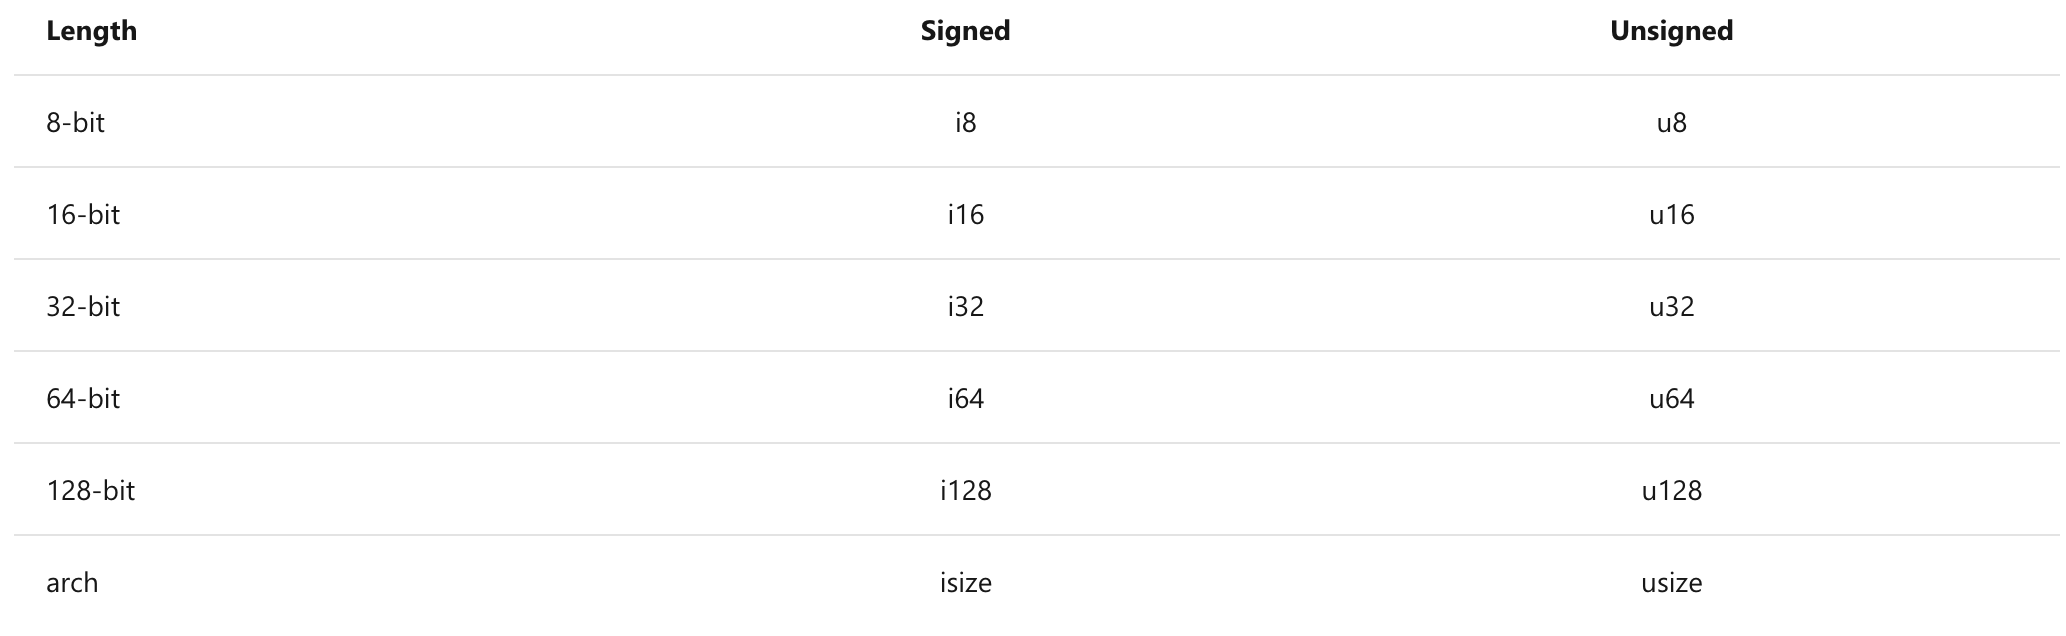 Length Signed Unsigned
8-bit i8 u8
16-bit i16 u16
32-bit i32 u32
64-bit i64 u64
128-bit i128 u128
arch isize usize